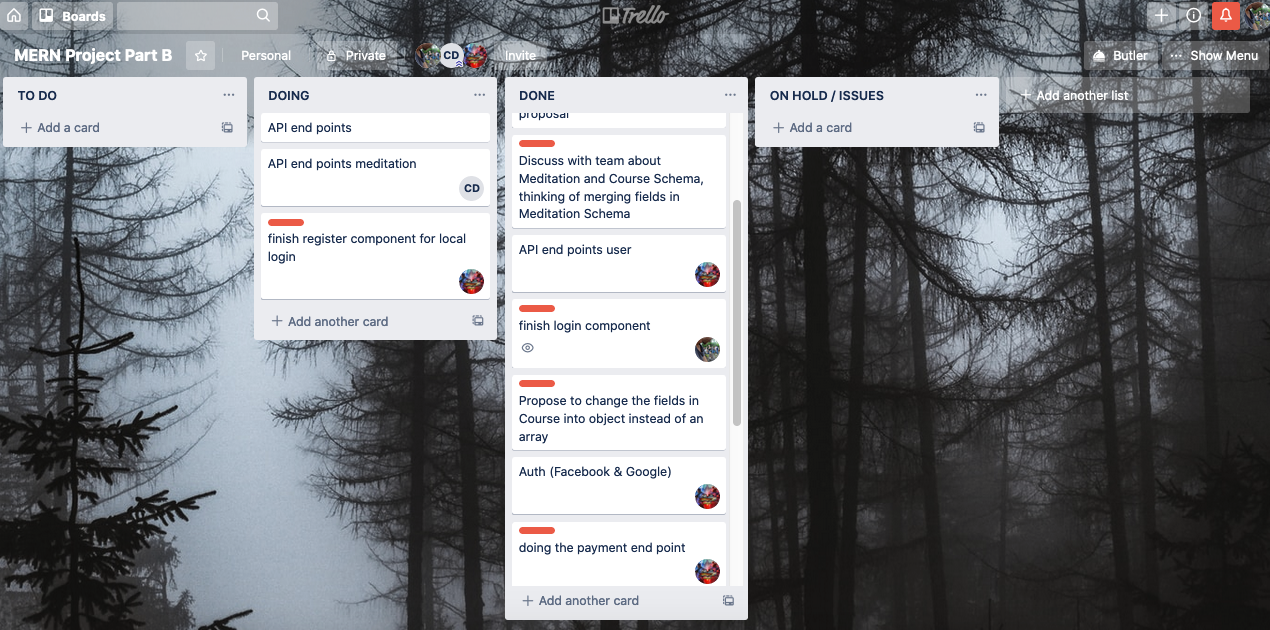 Boards
Trello
MERN Project Part B
Personal
Private
CD
Invite
Butler
Show Menu
TO DO
Add a card
DOING
API end points
API end points meditation
CD
finish register component for local
login
Add another card
DONE
proposal
Discuss with team about
Meditation and Course Schema,
thinking of merging fields in
Meditation Schema
API end points user
finish login component
Propose to change the fields in
Course into object instead of an
array
Auth (Facebook & Google)
doing the payment end point
Add another card
ON HOLD / ISSUES
Add a card
Add another list